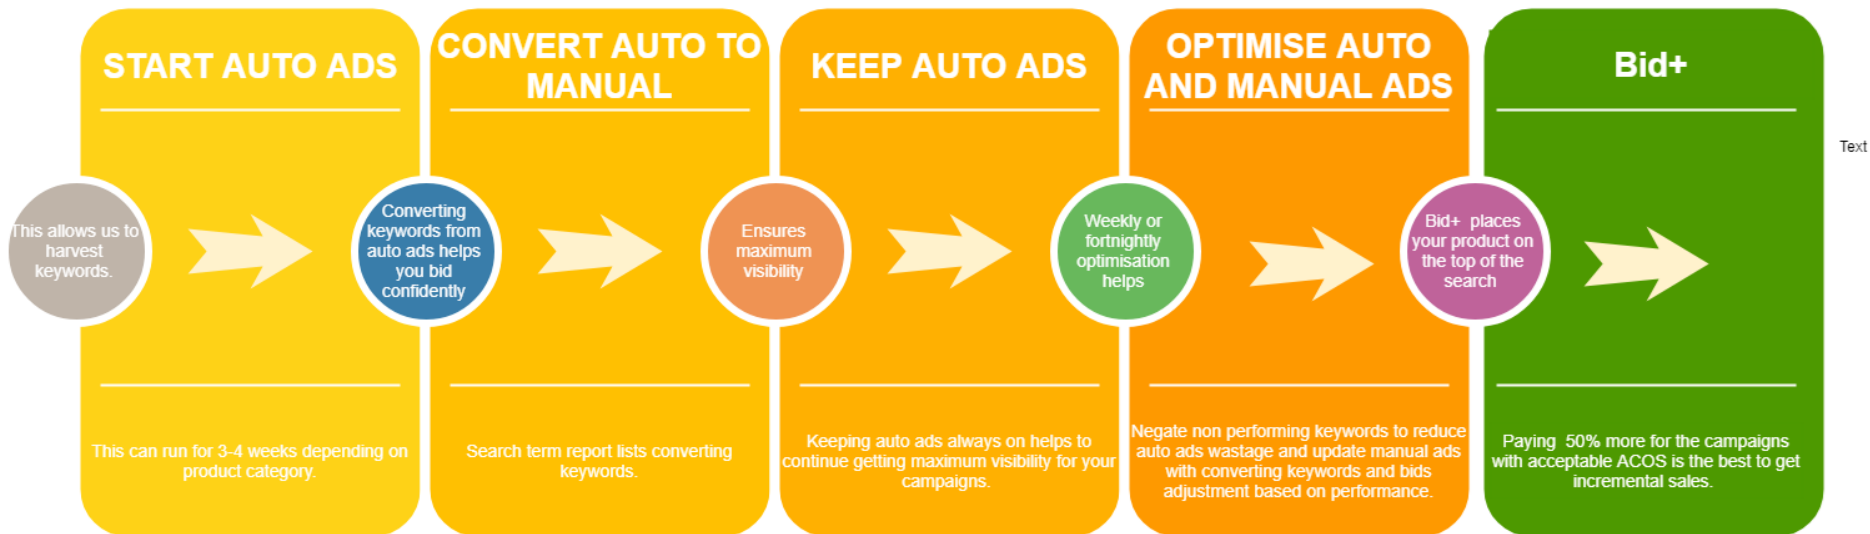 START AUTO ADS
This allows us to
harvest
keywords.
This can run for 3-4 weeks depending on
product category.
CONVERT AUTO TO
MANUAL
Converting
keywords from
auto ads helps
you bid
confidently
Search term report lists converting
keywords.
KEEP AUTO ADS
Ensures
maximum
visibility
Keeping auto ads always on helps to
continue getting maximum visibility for your
campaigns.
OPTIMISE AUTO
AND MANUAL ADS
Weekly or
fortnightly
optimisation
helps
Negate non performing keywords to reduce
auto ads wastage and update manual ads
with converting keywords and bids
adjustment based on performance.
Bid+
Bid+ places
your product on
the top of the
search
Paying 50% more for the campaigns
with acceptable ACOS is the best to get
incremental sales.
Text